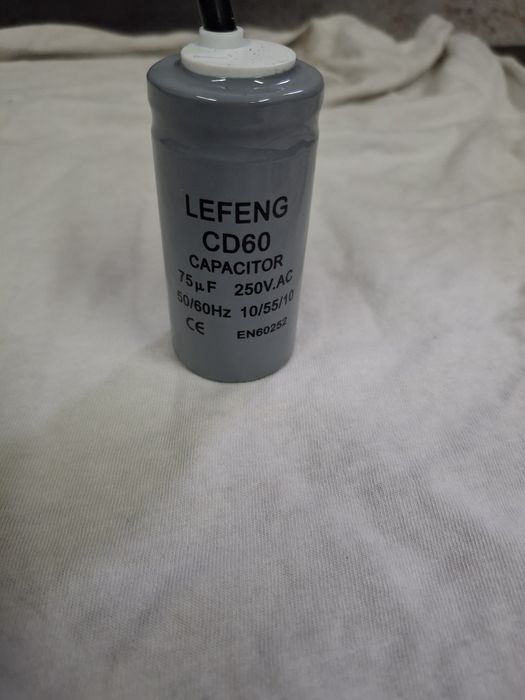 LEFENG
CD60
CAPACITOR
75μF 250V.AC
50/60Hz 10/55/10
CE EN60252